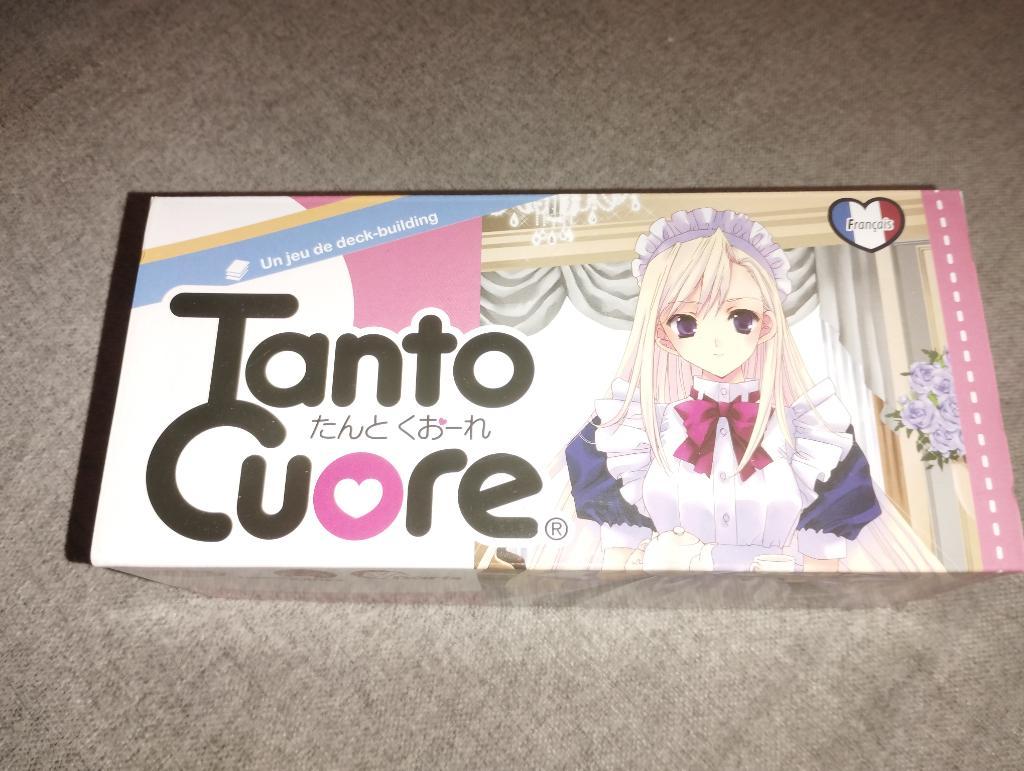 Un jeu de deck-building
Français
Tanto
たんとくおーれ
Cuore®